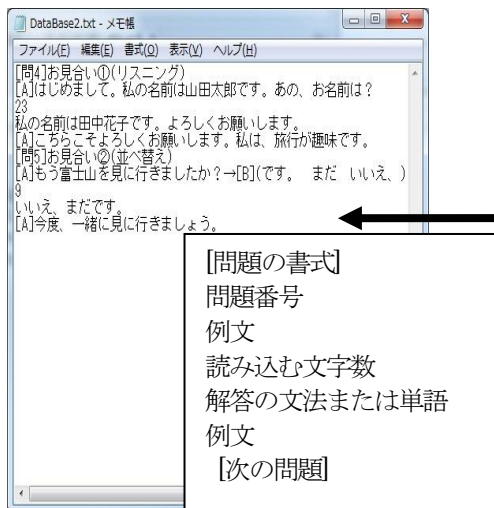 DataBase2.txt - メモ帳
ファイル(F) 編集(E) 書式(O) 表示(V) ヘルプ(H)
[問4]お見合い①(リスニング)
[A]はじめまして。私の名前は山田太郎です。あの、お名前は？
23
私の名前は田中花子です。よろしくお願いします。
[A]こちらこそよろしくお願いします。私は、旅行が趣味です。
[問5]お見合い②(並べ替え)
[A]もう富士山を見に行きましたか？→[B](です。 まだ いいえ、)
9
いいえ、まだです。
[A]今度、一緒に見に行きましょう。
[問題の書式]
問題番号
例文
読み込む文字数
解答の文法または単語
例文
[次の問題]